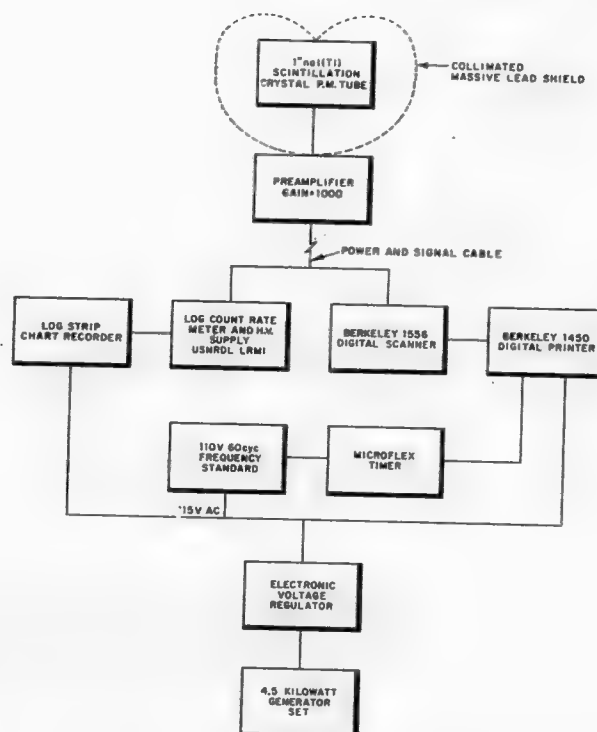 1"naI(TI)
SCINTILLATION
CRYSTAL P.M. TUBE
COLLIMATED
MASSIVE LEAD SHIELD
PREAMPLIFIER
GAIN=1000
POWER AND SIGNAL CABLE
LOG STRIP
CHART RECORDER
LOG COUNT RATE
METER AND H.V.
SUPPLY
USNRDL LRMI
BERKELEY 1556
DIGITAL SCANNER
BERKELEY 1450
DIGITAL PRINTER
110V 60cyc
FREQUENCY
STANDARD
MICROFLEX
TIMER
115V AC
ELECTRONIC
VOLTAGE
REGULATOR
4.5 KILOWATT
GENERATOR
SET